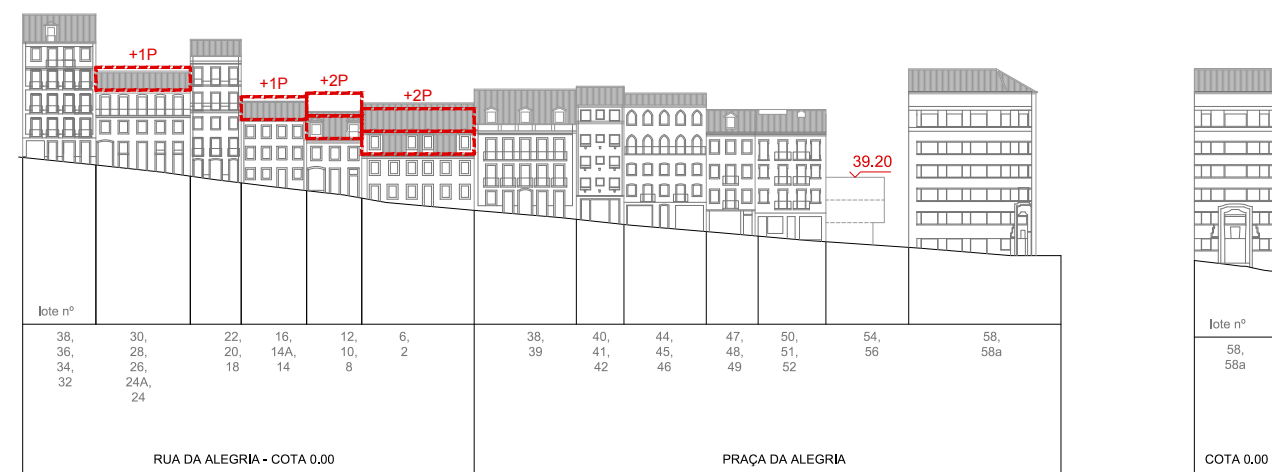 +1P
+1P
+2P
+2P
39.20
lote nº
38,
36,
34,
32
30,
28,
26,
24A,
24
22,
20,
18
16,
14A,
14
12,
10,
8
6,
2
38,
39
40,
41,
42
44,
45,
46
47,
48,
49
50,
51,
52
54,
56
58,
58a
RUA DA ALEGRIA - COTA 0.00
PRAÇA DA ALEGRIA
lote nº
58,
58a
COTA 0.00